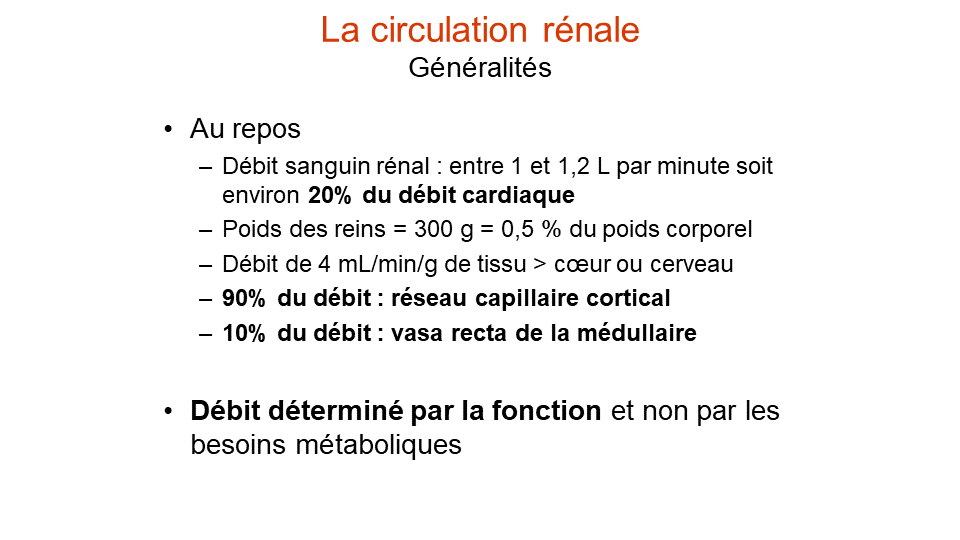 La circulation rénale
Généralités
• Au repos
– Débit sanguin rénal : entre 1 et 1,2 L par minute soit
environ 20% du débit cardiaque
– Poids des reins = 300 g = 0,5 % du poids corporel
– Débit de 4 mL/min/g de tissu > cœur ou cerveau
– 90% du débit : réseau capillaire cortical
– 10% du débit : vasa recta de la médullaire
• Débit déterminé par la fonction et non par les
besoins métaboliques